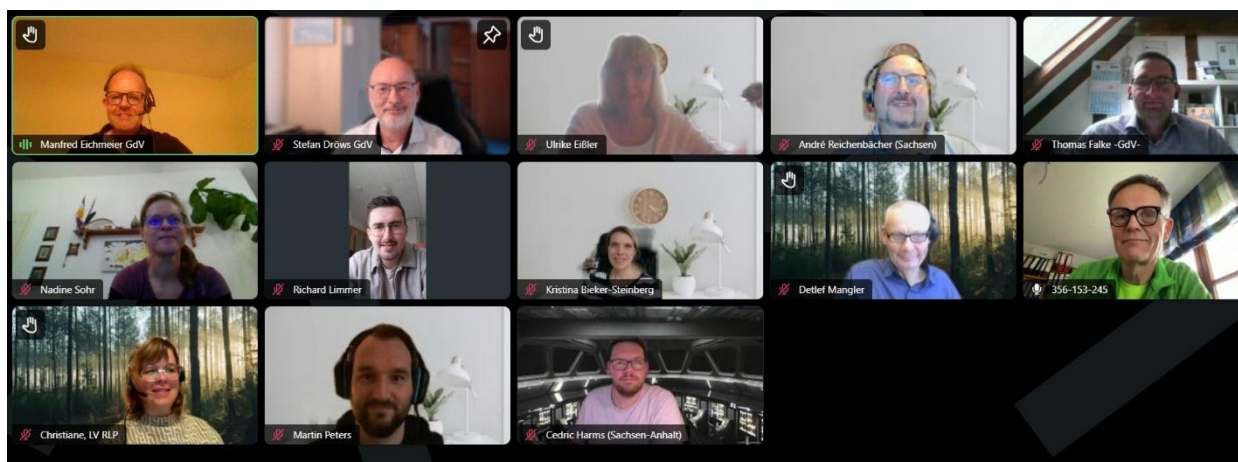 Manfred Eichmeier GdV
Stefan Dröws GdV
Ulrike Eißler
André Reichenbächer (Sachsen)
Thomas Falke -GdV-
Nadine Sohr
Richard Limmer
Kristina Bieker-Steinberg
Detlef Mangler
356-153-245
Christiane, LV RLP
Martin Peters
Cedric Harms (Sachsen-Anhalt)